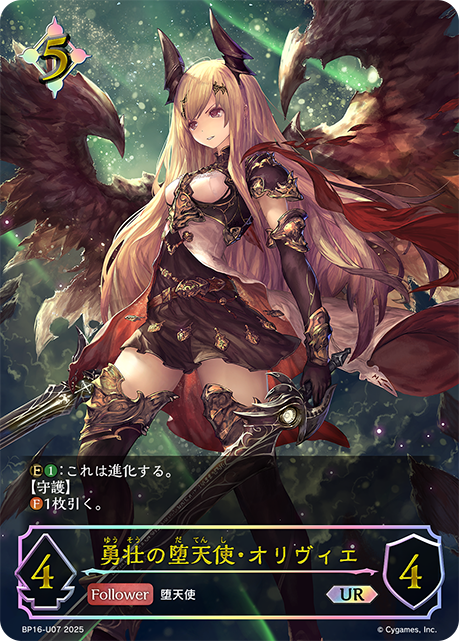 5
E 1:これは進化する。
【守護】
F 1枚引く。
ゆうそう だてんし
勇壮の堕天使・オリヴィエ
4
Follower 堕天使
UR
4
BP16-U07 2025
© Cygames, Inc.